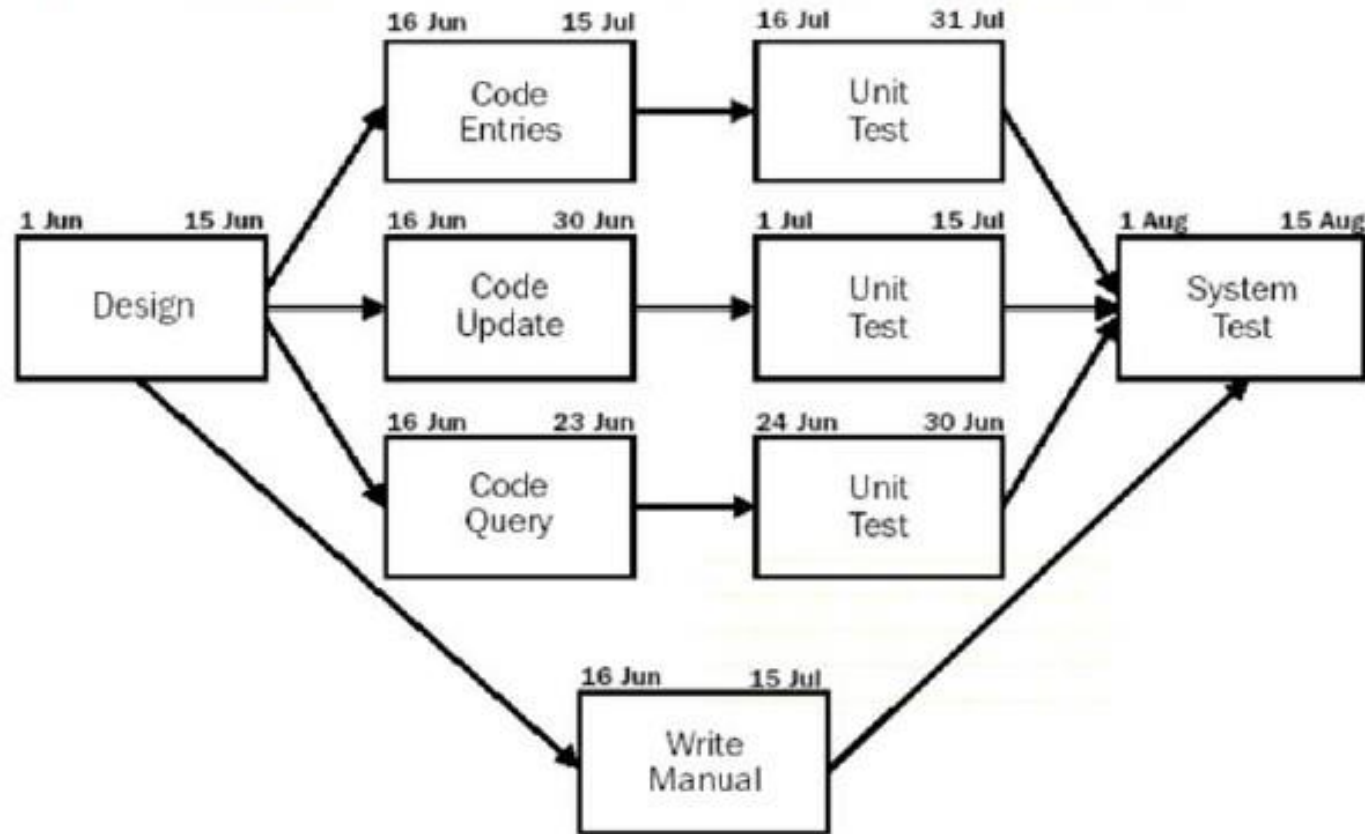 16 Jun 15 Jul
Code
Entries
16 Jul 31 Jul
Unit
Test
1 Jun 15 Jun
Design
16 Jun 30 Jun
Code
Update
1 Jul 15 Jul
Unit
Test
1 Aug 15 Aug
System
Test
16 Jun 23 Jun
Code
Query
24 Jun 30 Jun
Unit
Test
16 Jun 15 Jul
Write
Manual